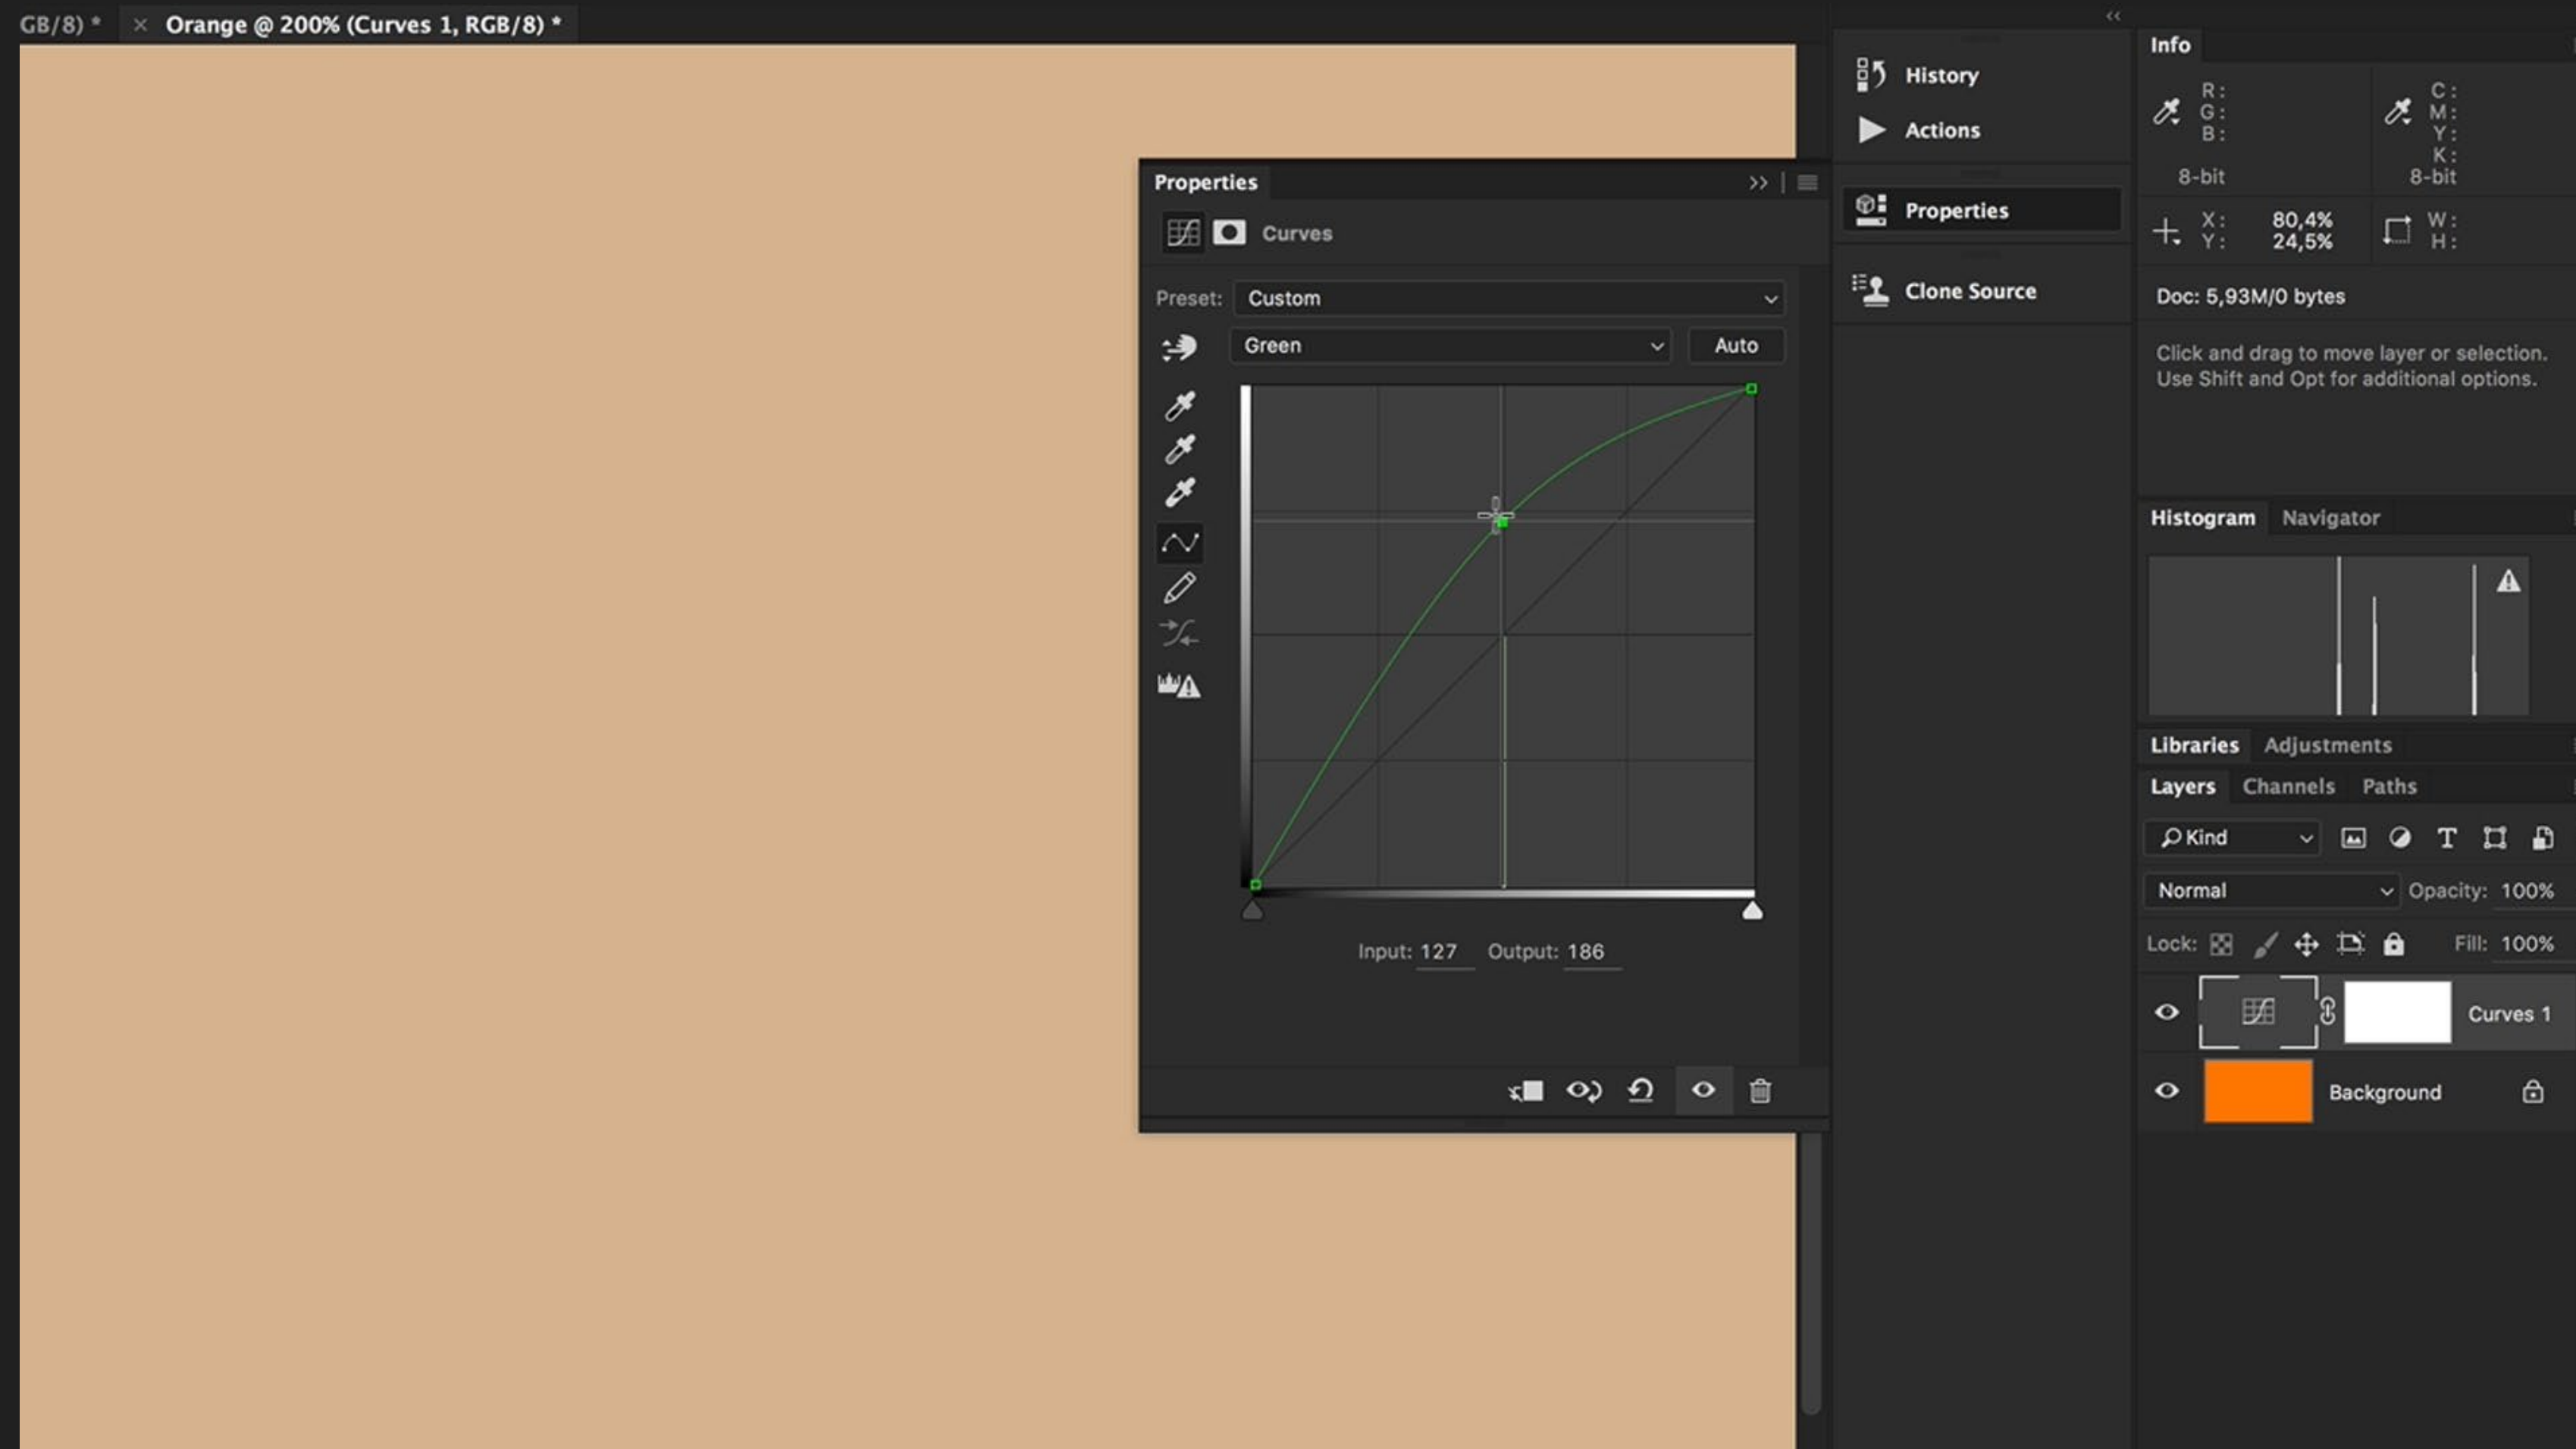 GB/8) * × Orange @ 200% (Curves 1, RGB/8) *
Properties
Curves
Preset: Custom
Green Auto
Input: 127 Output: 186
History
Actions
Properties
Clone Source
Info
R: C:
G: M:
B: Y:
K:
8-bit 8-bit
X: 80,4% W:
Y: 24,5% H:
Doc: 5,93M/0 bytes
Click and drag to move layer or selection.
Use Shift and Opt for additional options.
Histogram Navigator
Libraries Adjustments
Layers Channels Paths
Kind
Normal Opacity: 100%
Lock: Fill: 100%
Curves 1
Background